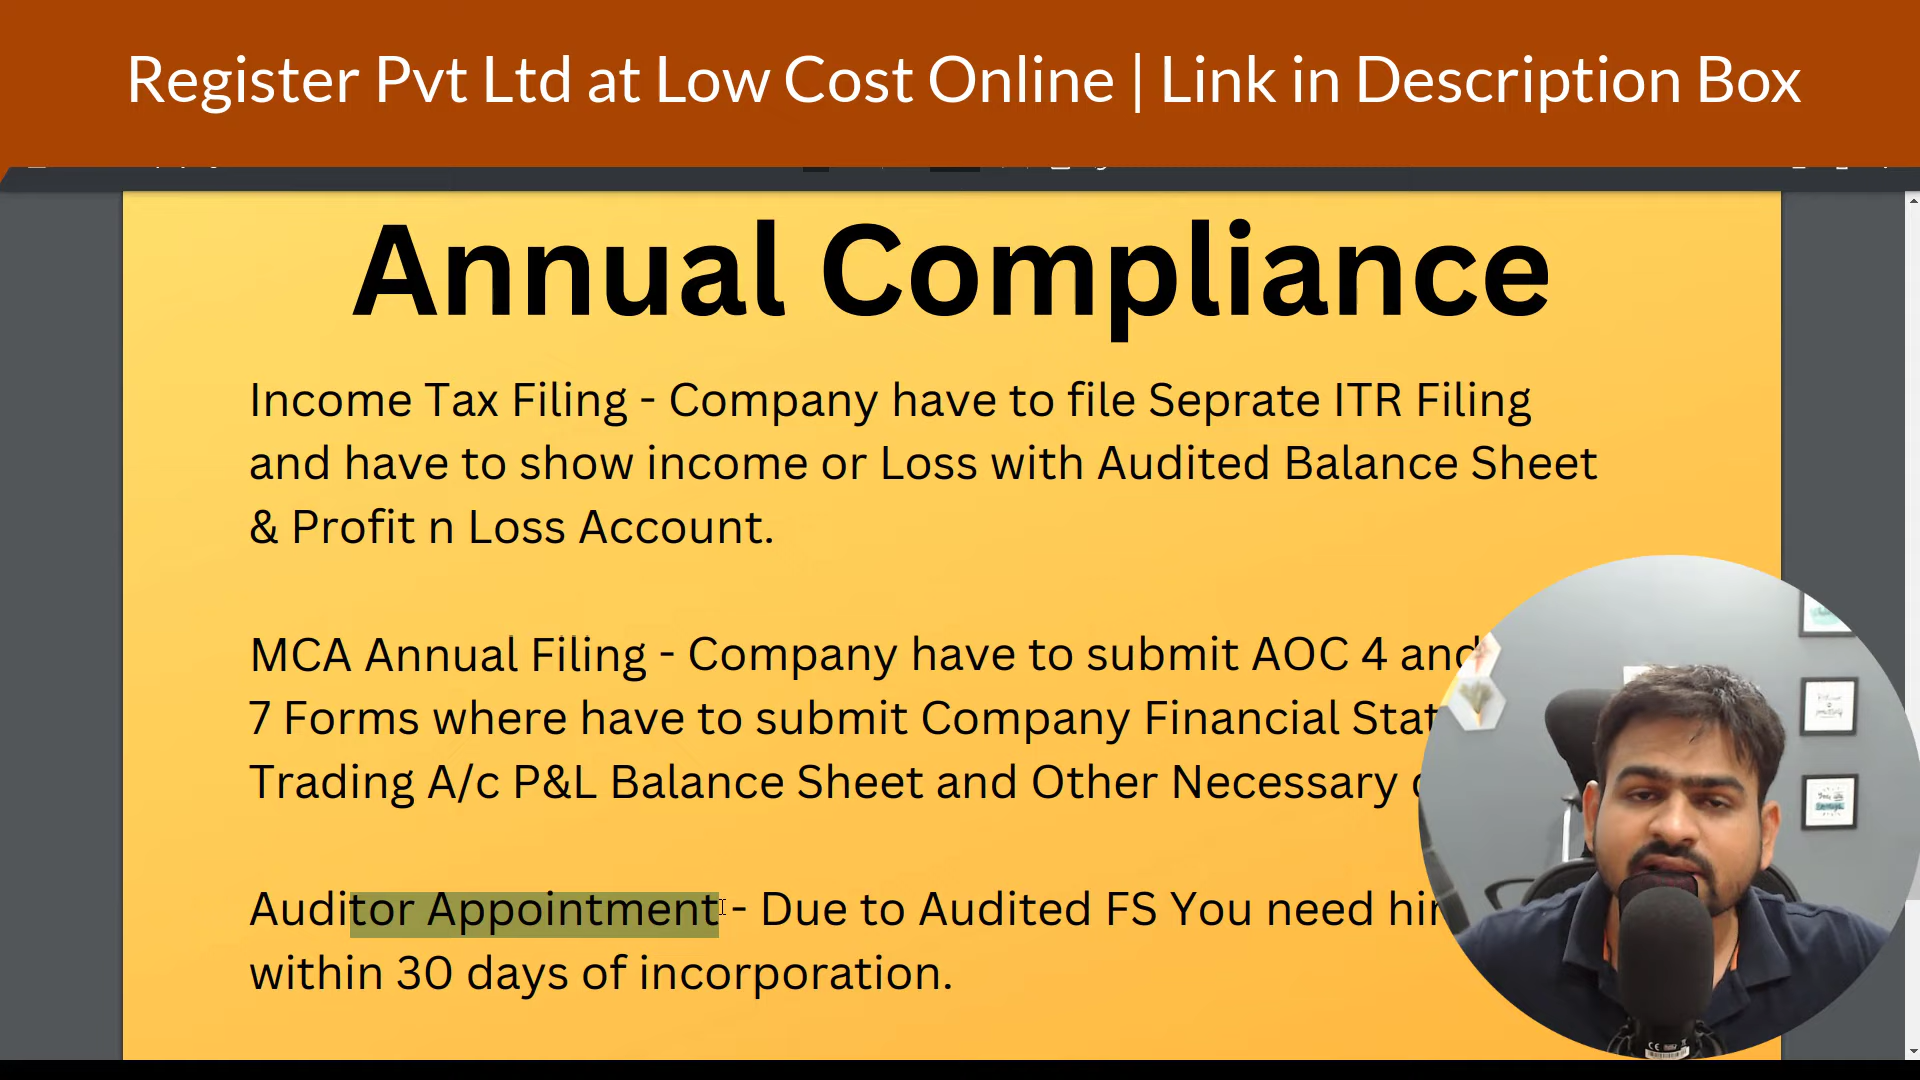 Register Pvt Ltd at Low Cost Online | Link in Description Box
Annual Compliance
Income Tax Filing - Company have to file Seprate ITR Filing
and have to show income or Loss with Audited Balance Sheet
& Profit n Loss Account.
MCA Annual Filing - Company have to submit AOC 4 and
7 Forms where have to submit Company Financial
Trading A/c P&L Balance Sheet and Other Necessary
Auditor Appointment - Due to Audited FS You need
within 30 days of incorporation.